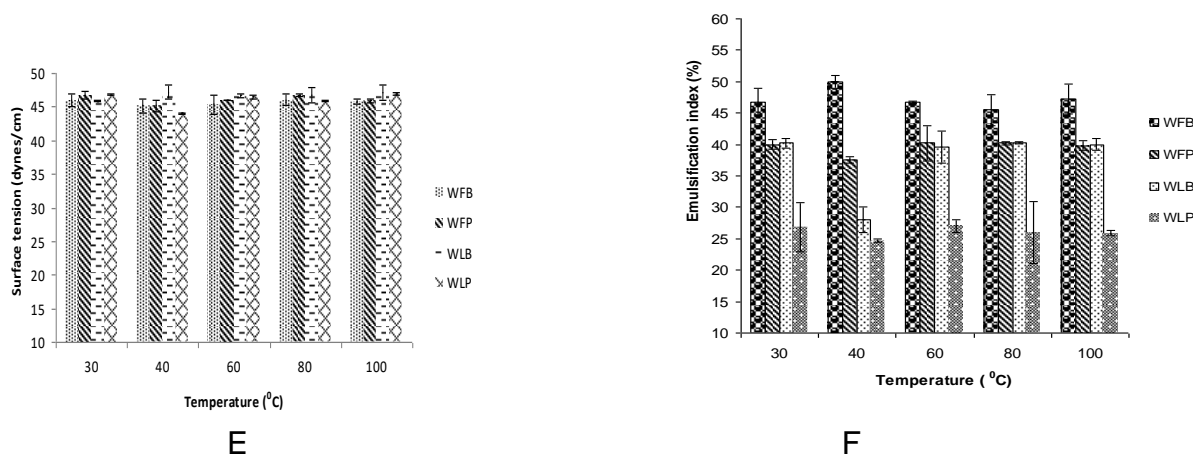 Surface tension (dynes/cm)
50
45
40
35
30
25
20
15
10
30 40 60 80 100
Temperature (⁰C)
WFB
WFP
WLB
WLP
E
Emulsification index (%)
60
55
50
45
40
35
30
25
20
15
10
30 40 60 80 100
Temperature ( ⁰C)
WFB
WFP
WLB
WLP
F